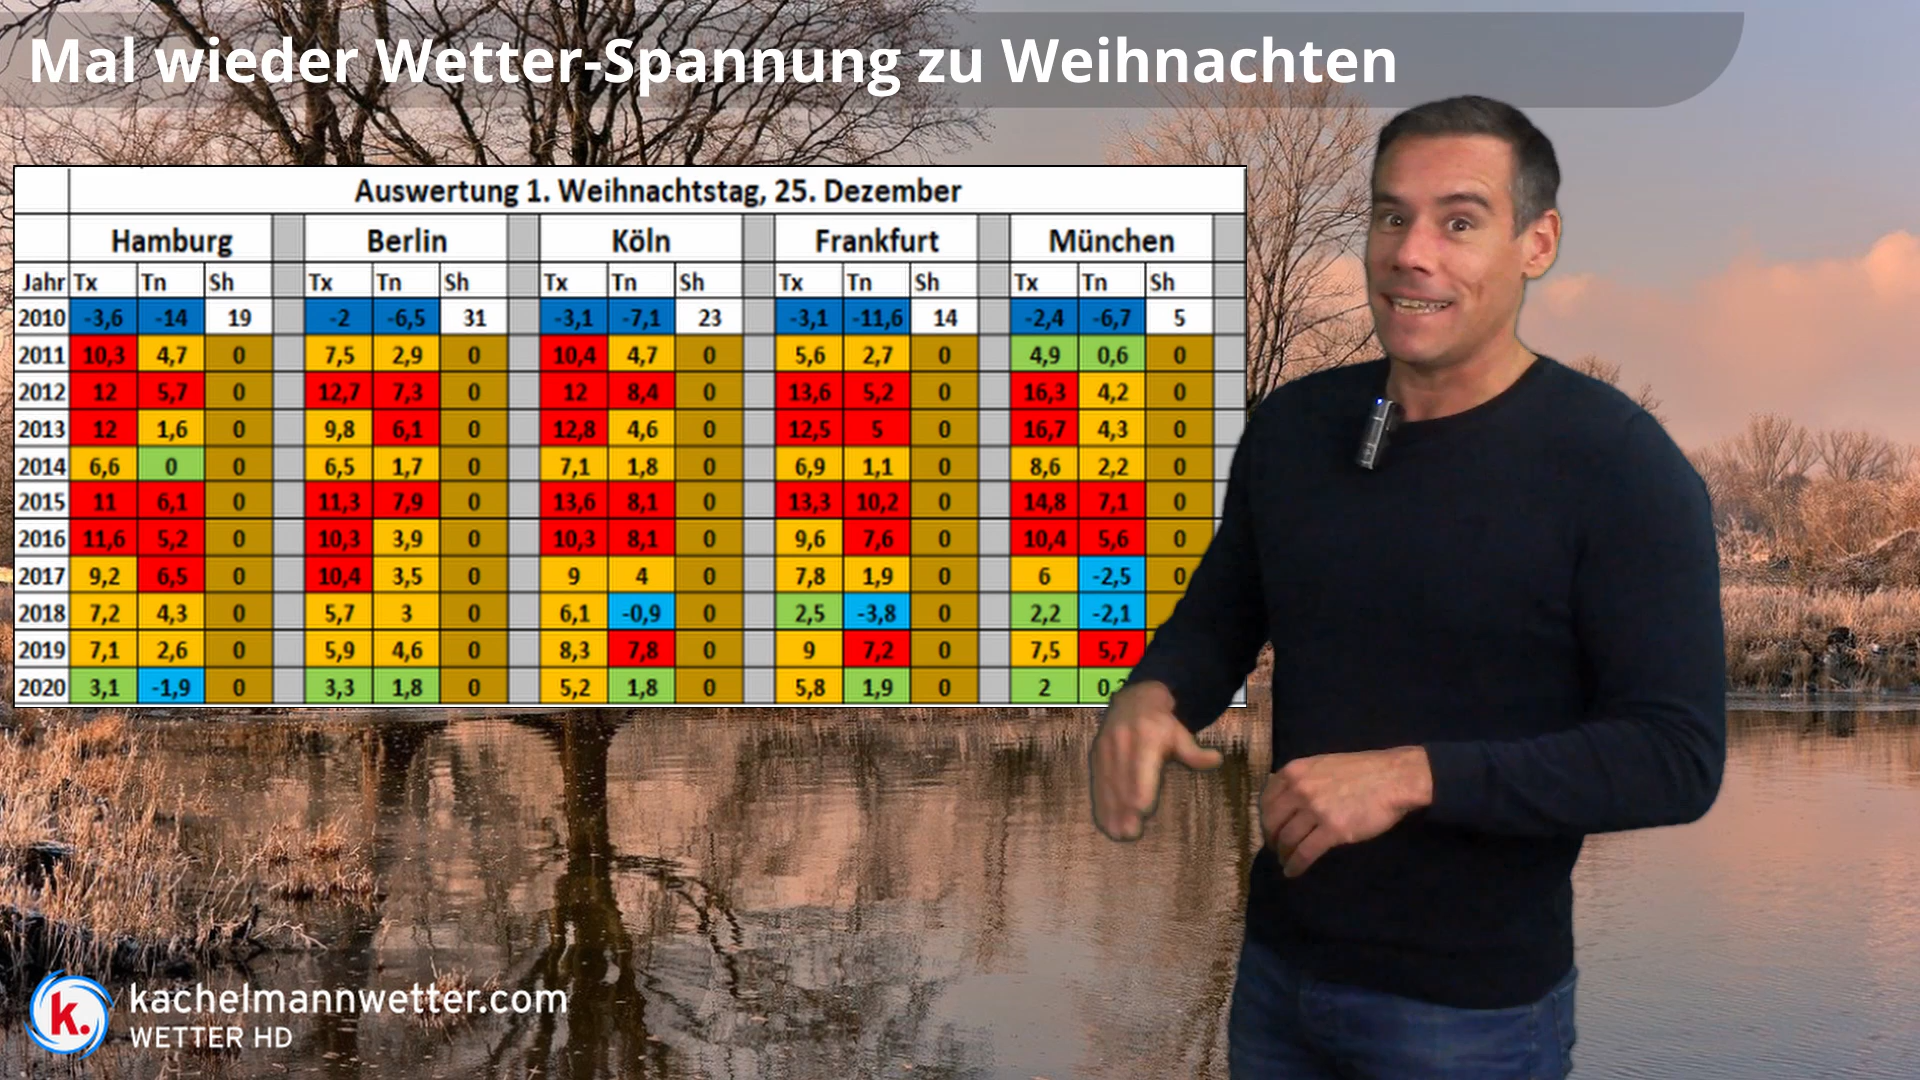 Mal wieder Wetter-Spannung zu Weihnachten
Auswertung 1. Weihnachtstag, 25. Dezember
Hamburg Berlin Köln Frankfurt München
Jahr Tx Tn Sh Tx Tn Sh Tx Tn Sh Tx Tn Sh Tx Tn Sh
2010 -3,6 -14 19 -2 -6,5 31 -3,1 -7,1 23 -3,1 -11,6 14 -2,4 -6,7 5
2011 10,3 4,7 0 7,5 2,9 0 10,4 4,7 0 5,6 2,7 0 4,9 0,6 0
2012 12 5,7 0 12,7 7,3 0 12 8,4 0 13,6 5,2 0 16,3 4,2 0
2013 12 1,6 0 9,8 6,1 0 12,8 4,6 0 12,5 5 0 16,7 4,3 0
2014 6,6 0 0 6,5 1,7 0 7,1 1,8 0 6,9 1,1 0 8,6 2,2 0
2015 11 6,1 0 11,3 7,9 0 13,6 8,1 0 13,3 10,2 0 14,8 7,1 0
2016 11,6 5,2 0 10,3 3,9 0 10,3 8,1 0 9,6 7,6 0 10,4 5,6 0
2017 9,2 6,5 0 10,4 3,5 0 9 4 0 7,8 1,9 0 6 -2,5 0
2018 7,2 4,3 0 5,7 3 0 6,1 -0,9 0 2,5 -3,8 0 2,2 -2,1
2019 7,1 2,6 0 5,9 4,6 0 8,3 7,8 0 9 7,2 0 7,5 5,7
2020 3,1 -1,9 0 3,3 1,8 0 5,2 1,8 0 5,8 1,9 0 2
k. kachelmannwetter.com
WETTER HD